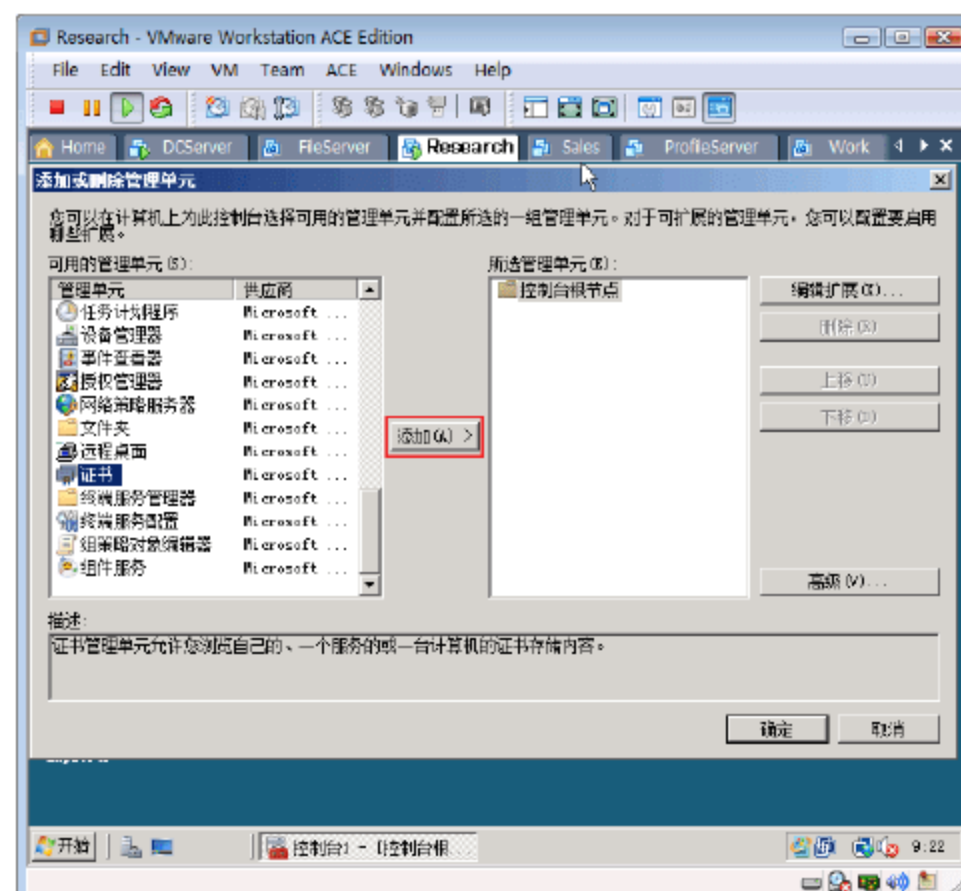 Research - VMware Workstation ACE Edition
File Edit View VM Team ACE Windows Help
Home DCServer FileServer Research Sales ProfileServer Work
添加或删除管理单元
您可以在计算机上为此控制台选择可用的管理单元并配置所选的一组管理单元。对于可扩展的管理单元，您可以配置要启用
哪些扩展。
可用的管理单元(S): 所选管理单元(E):
管理单元 供应商 控制台根节点 编辑扩展(X)...
任务计划程序 Microsoft ...
设备管理器 Microsoft ... 删除(R)
事件查看器 Microsoft ...
授权管理器 Microsoft ... 上移(U)
网络策略服务器 Microsoft ...
文件夹 Microsoft ... 添加(A) > 下移(D)
远程桌面 Microsoft ...
证书 Microsoft ...
终端服务管理器 Microsoft ...
终端服务配置 Microsoft ...
组策略对象编辑器 Microsoft ...
组件服务 Microsoft ... 高级(V)...
描述:
证书管理单元允许您浏览自己的、一个服务的或一台计算机的证书存储内容。
确定 取消
开始 控制台1 - [控制台根 9:22